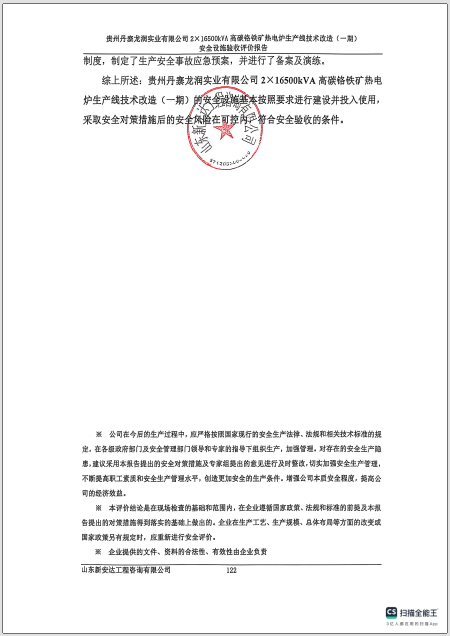 贵州丹寨龙润实业有限公司 2×16500kVA 高碳铬铁矿热电炉生产线技术改造（一期）
安全设施验收评价报告
制度，制定了生产安全事故应急预案，并进行了备案及演练。
综上所述：贵州丹寨龙润实业有限公司 2×16500kVA 高碳铬铁矿热电
炉生产线技术改造（一期）的安全设施基本按照要求进行建设并投入使用，
采取安全对策措施后的安全风险在可控内，符合安全验收的条件。
山东新安达工程咨询有限公司
※ 公司在今后的生产过程中，应严格按照国家现行的安全生产法律、法规和相关技术标准的规
定，在各级政府部门及安全管理部门领导和专家的指导下组织生产，加强管理。对存在的安全生产隐
患，建议采用本报告提出的安全对策措施及专家组提出的意见进行及时整改，切实加强安全生产管理，
不断提高职工素质和安全生产管理水平，创造更加安全的生产条件。增强公司本质安全程度，提高公
司的经济效益。
※ 本评价结论是在现场检查的基础和范围内，在企业遵循国家政策、法规和标准的前提及本报
告提出的对策措施得到落实的基础上做出的。企业在生产工艺、生产规模、总体布局等方面的改变或
国家政策另有规定时，应重新进行安全评价。
※ 企业提供的文件、资料的合法性、有效性由企业负责
山东新安达工程咨询有限公司 122
CS 扫描全能王
3亿人都在用的扫描App